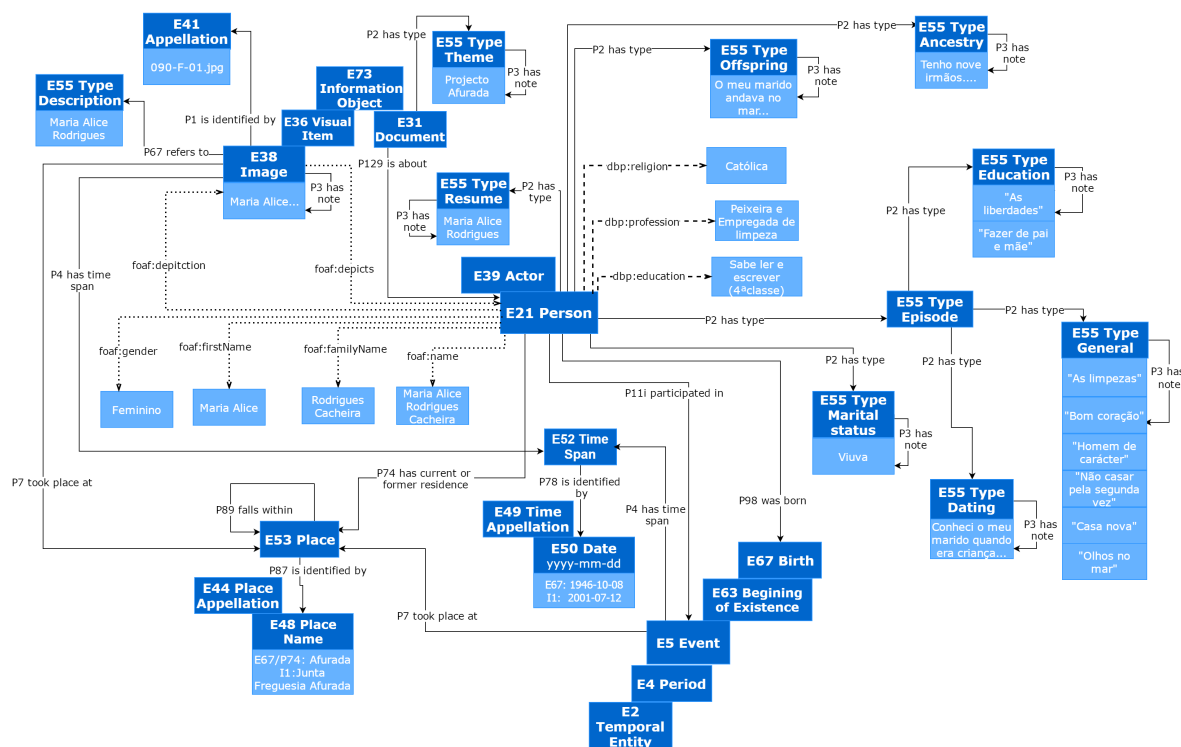 E41
Appellation
090-F-01.jpg
P2 has type
E55 Type
Theme
Projecto
Afurada
P3 has
note
P2 has type
E55 Type
Offspring
O meu marido
andava no
mar...
P3 has
note
P2 has type
E55 Type
Ancestry
Tenho nove
irmãos....
P3 has
note
E55 Type
Description
Maria Alice
Rodrigues
E73
Information
Object
E36 Visual
Item
E31
Document
P1 is identified by
P67 refers to
E38
Image
Maria Alice...
P3 has
note
P129 is about
E55 Type
Resume
Maria Alice
Rodrigues
P3 has
note
P2 has
type
dbp:religion
Católica
dbp:profession
Peixeira e
Empregada de
limpeza
dbp:education
Sabe ler e
escrever
(4ªclasse)
E55 Type
Education
"As
liberdades"
"Fazer de pai
e mãe"
P3 has
note
P2 has type
P4 has time
span
foaf:depitction
foaf:depicts
E39 Actor
E21 Person
P2 has type
E55 Type
Episode
P2 has type
P2 has type
E55 Type
General
"As limpezas"
"Bom coração"
"Homem de
carácter"
"Não casar
pela segunda
vez"
"Casa nova"
"Olhos no
mar"
P3 has
note
foaf:gender
foaf:firstName
foaf:familyName
foaf:name
Feminino
Maria Alice
Rodrigues
Cacheira
Maria Alice
Rodrigues
Cacheira
P11i participated in
P2 has type
E55 Type
Marital
status
Viuva
P3 has
note
E55 Type
Dating
Conheci o meu
marido quando
era criança...
P3 has
note
E52 Time
Span
P7 took place at
P74 has current or
former residence
P78 is identified
by
P89 falls within
P4 has time
span
P98 was born
E49 Time
Appellation
E50 Date
yyyy-mm-dd
E67: 1946-10-08
I1: 2001-07-12
E53 Place
P87 is identified by
E44 Place
Appellation
E48 Place
Name
E67/P74: Afurada
I1:Junta
Freguesia Afurada
P7 took place at
E67 Birth
E63 Begining
of Existence
E5 Event
E4 Period
E2
Temporal
Entity